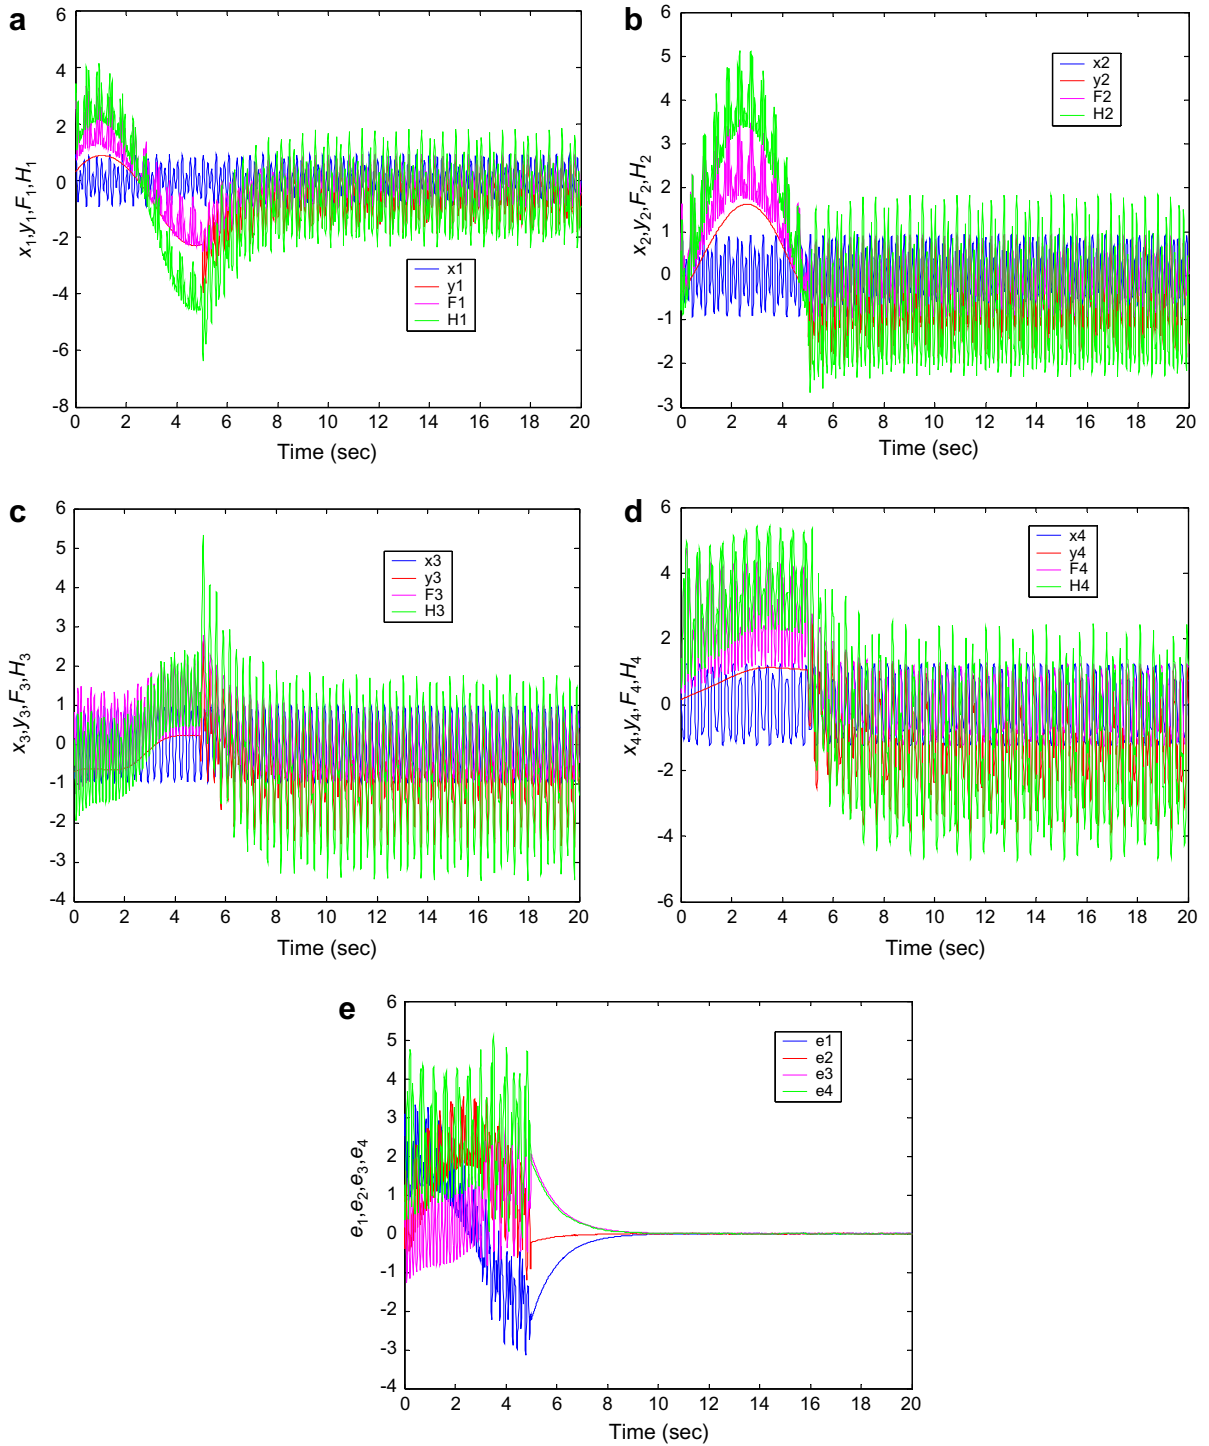 a
6
4
2
0
-2
-4
-6
-8
0 2 4 6 8 10 12 14 16 18 20
x1,y1,F1,H1
Time (sec)
x1
y1
F1
H1
b
6
5
4
3
2
1
0
-1
-2
-3
0 2 4 6 8 10 12 14 16 18 20
x2,y2,F2,H2
Time (sec)
x2
y2
F2
H2
c
6
5
4
3
2
1
0
-1
-2
-3
-4
0 2 4 6 8 10 12 14 16 18 20
x3,y3,F3,H3
Time (sec)
x3
y3
F3
H3
d
6
4
2
0
-2
-4
-6
0 2 4 6 8 10 12 14 16 18 20
x4,y4,F4,H4
Time (sec)
x4
y4
F4
H4
e
6
5
4
3
2
1
0
-1
-2
-3
-4
0 2 4 6 8 10 12 14 16 18 20
e1,e2,e3,e4
Time (sec)
e1
e2
e3
e4